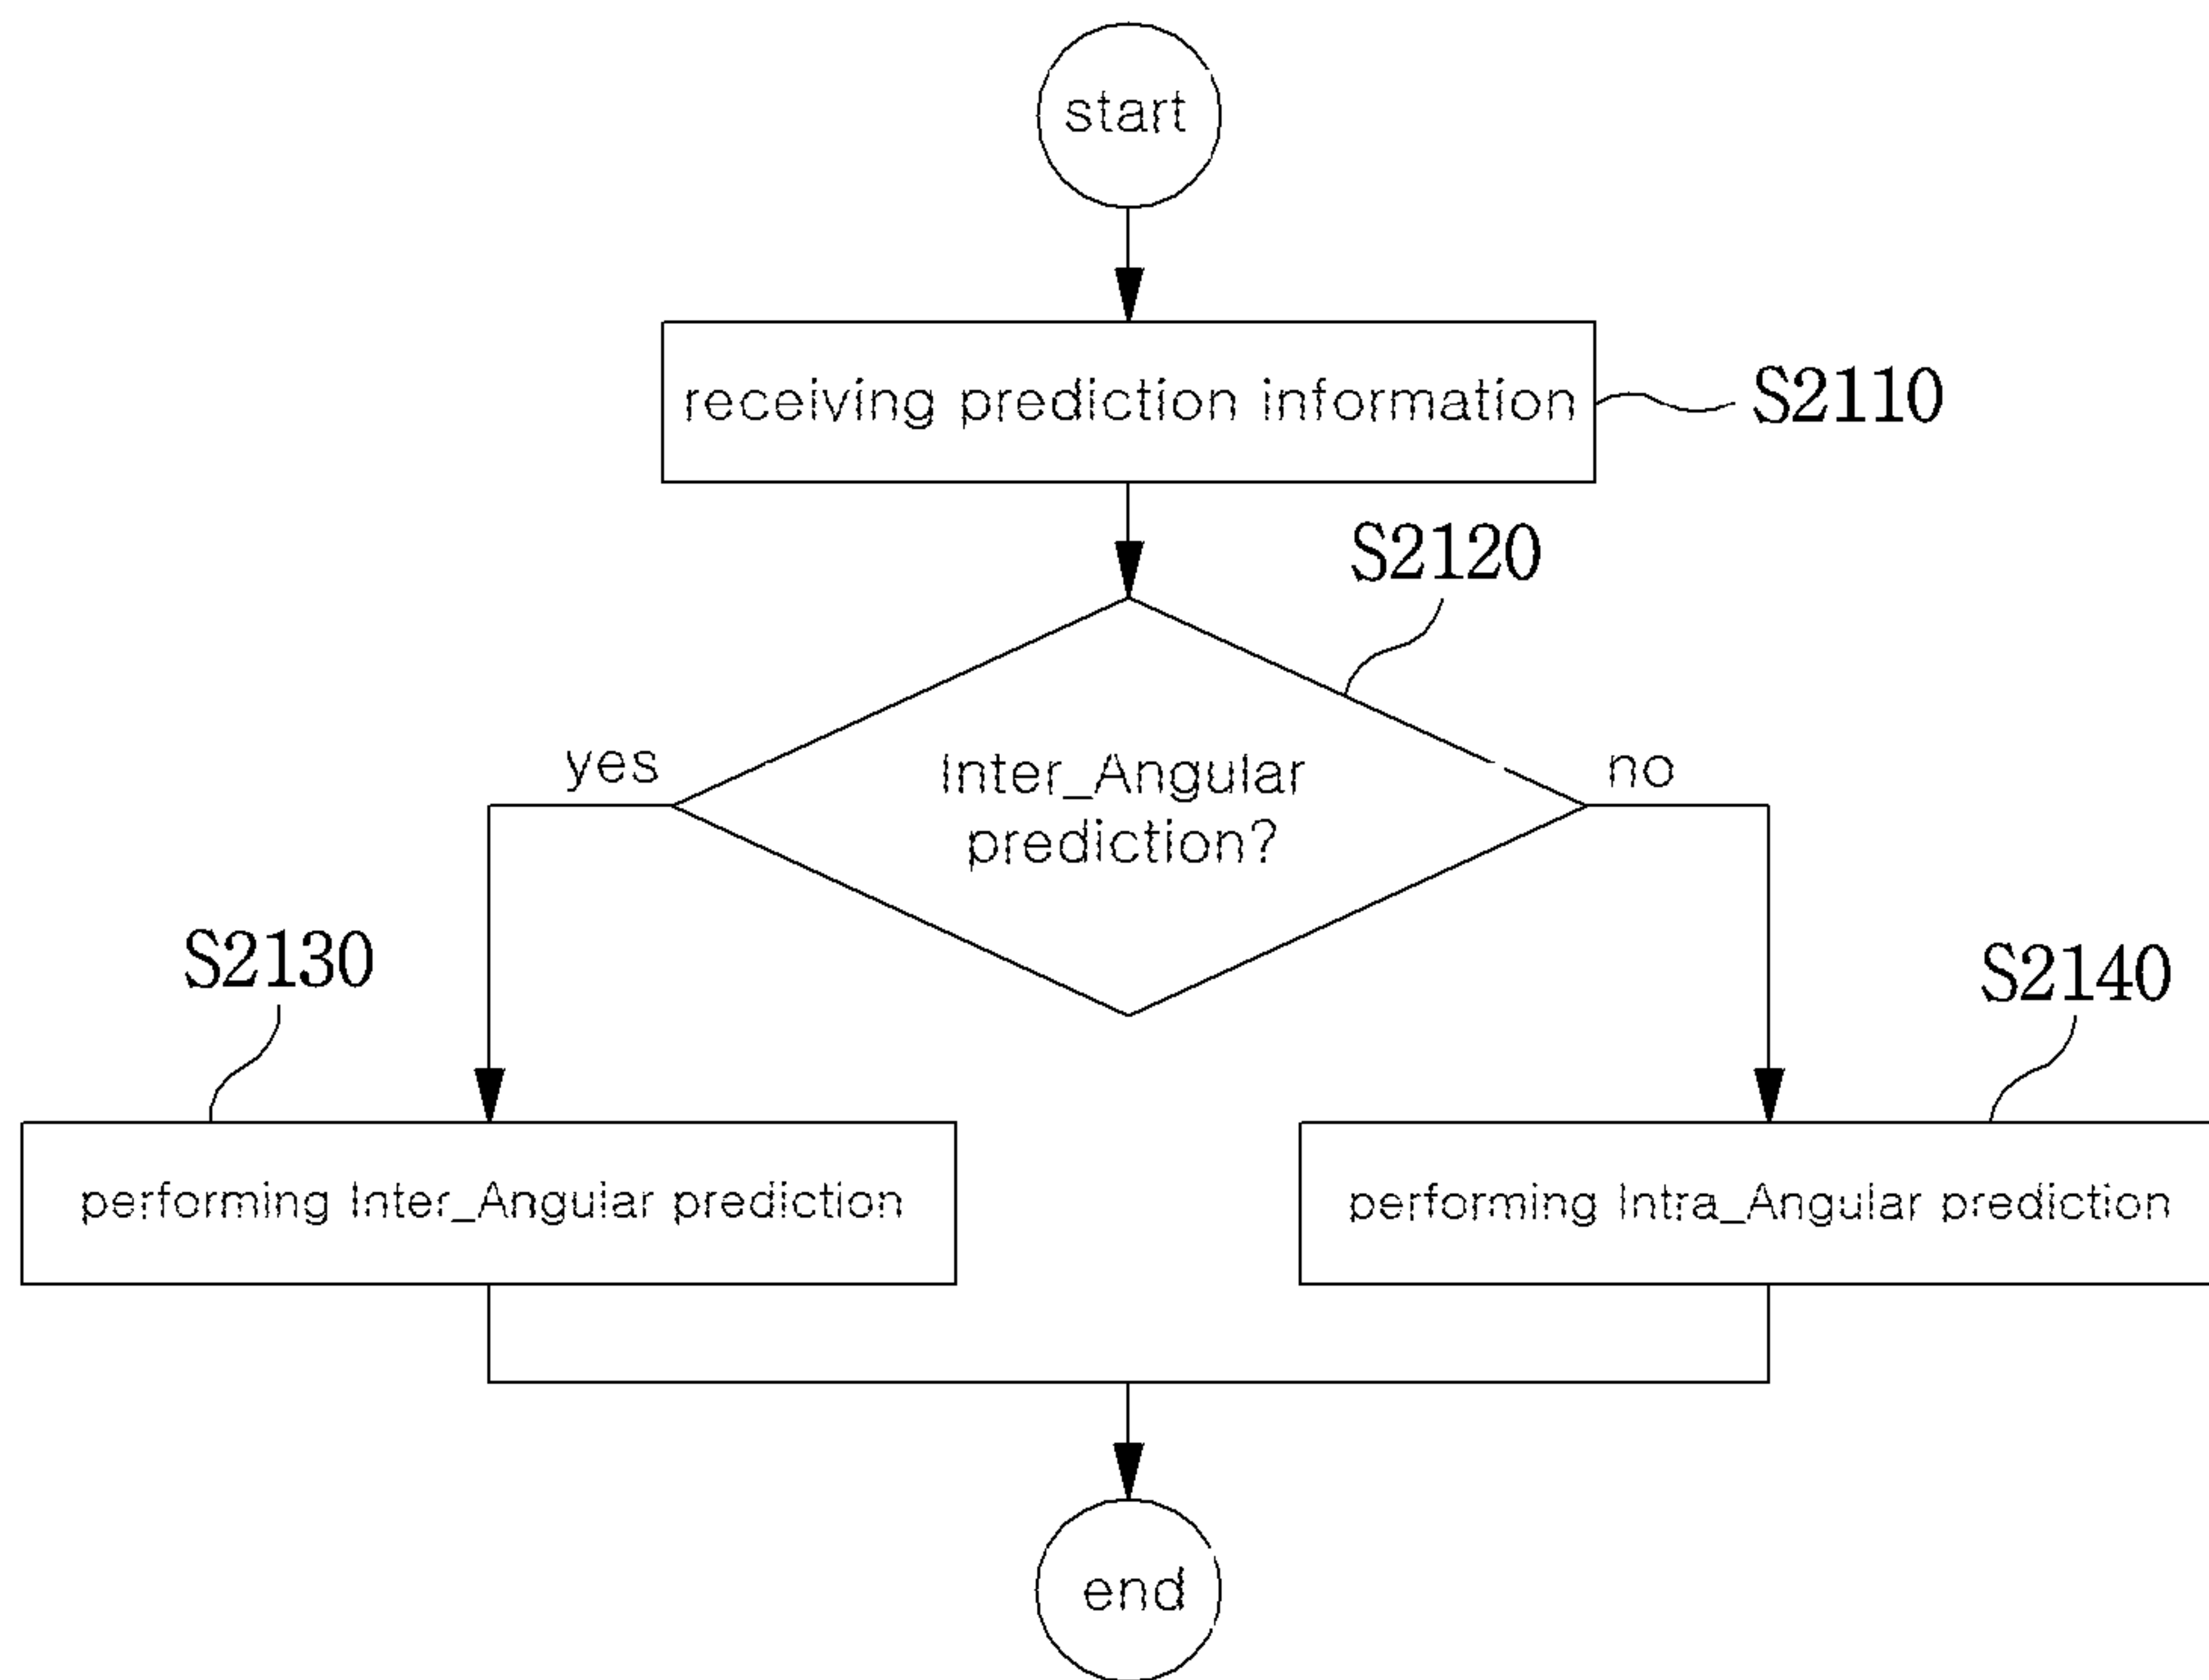 start
receiving prediction information
S2110
S2120
yes
Inter_Angular
prediction?
no
S2130
S2140
performing Inter_Angular prediction
performing Intra_Angular prediction
end